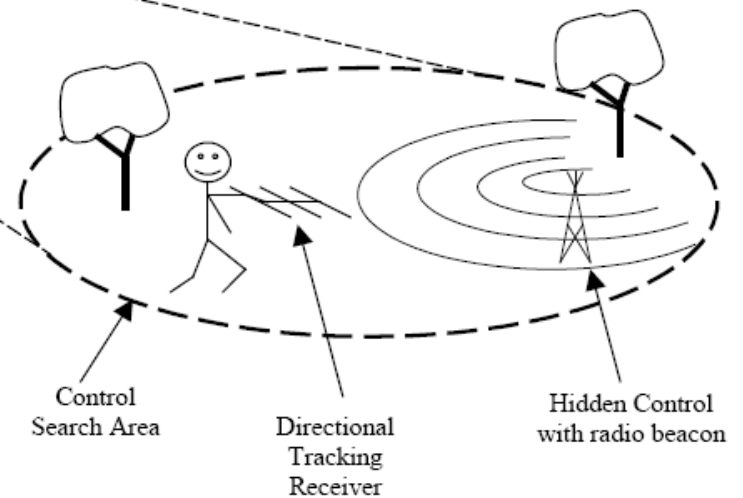 Control
Search Area
Directional
Tracking
Receiver
Hidden Control
with radio beacon